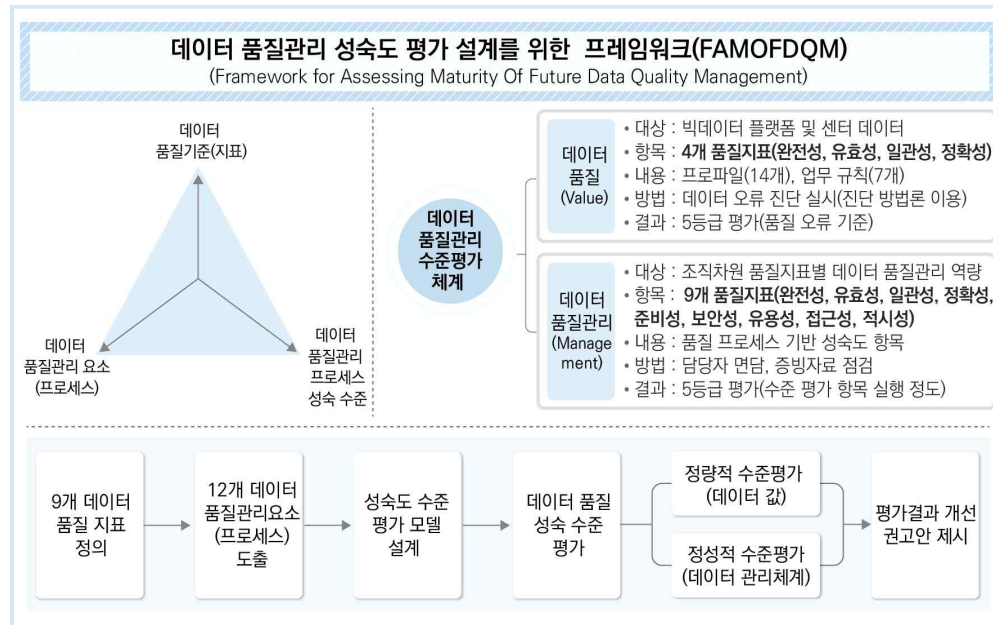 데이터 품질관리 성숙도 평가 설계를 위한 프레임워크(FAMOFDQM)
(Framework for Assessing Maturity Of Future Data Quality Management)
데이터
품질기준(지표)
데이터
품질관리 요소
(프로세스)
데이터
품질관리
프로세스
성숙 수준
데이터
품질관리
수준평가
체계
데이터
품질
(Value)
• 대상 : 빅데이터 플랫폼 및 센터 데이터
• 항목 : 4개 품질지표(완전성, 유효성, 일관성, 정확성)
• 내용 : 프로파일(14개), 업무 규칙(7개)
• 방법 : 데이터 오류 진단 실시(진단 방법론 이용)
• 결과 : 5등급 평가(품질 오류 기준)
데이터
품질관리
(Manage
ment)
• 대상 : 조직차원 품질지표별 데이터 품질관리 역량
• 항목 : 9개 품질지표(완전성, 유효성, 일관성, 정확성,
준비성, 보안성, 유용성, 접근성, 적시성)
• 내용 : 품질 프로세스 기반 성숙도 항목
• 방법 : 담당자 면담, 증빙자료 점검
• 결과 : 5등급 평가(수준 평가 항목 실행 정도)
9개 데이터
품질 지표
정의
12개 데이터
품질관리요소
(프로세스)
도출
성숙도 수준
평가 모델
설계
데이터 품질
성숙 수준
평가
정량적 수준평가
(데이터 값)
정성적 수준평가
(데이터 관리체계)
평가결과 개선
권고안 제시